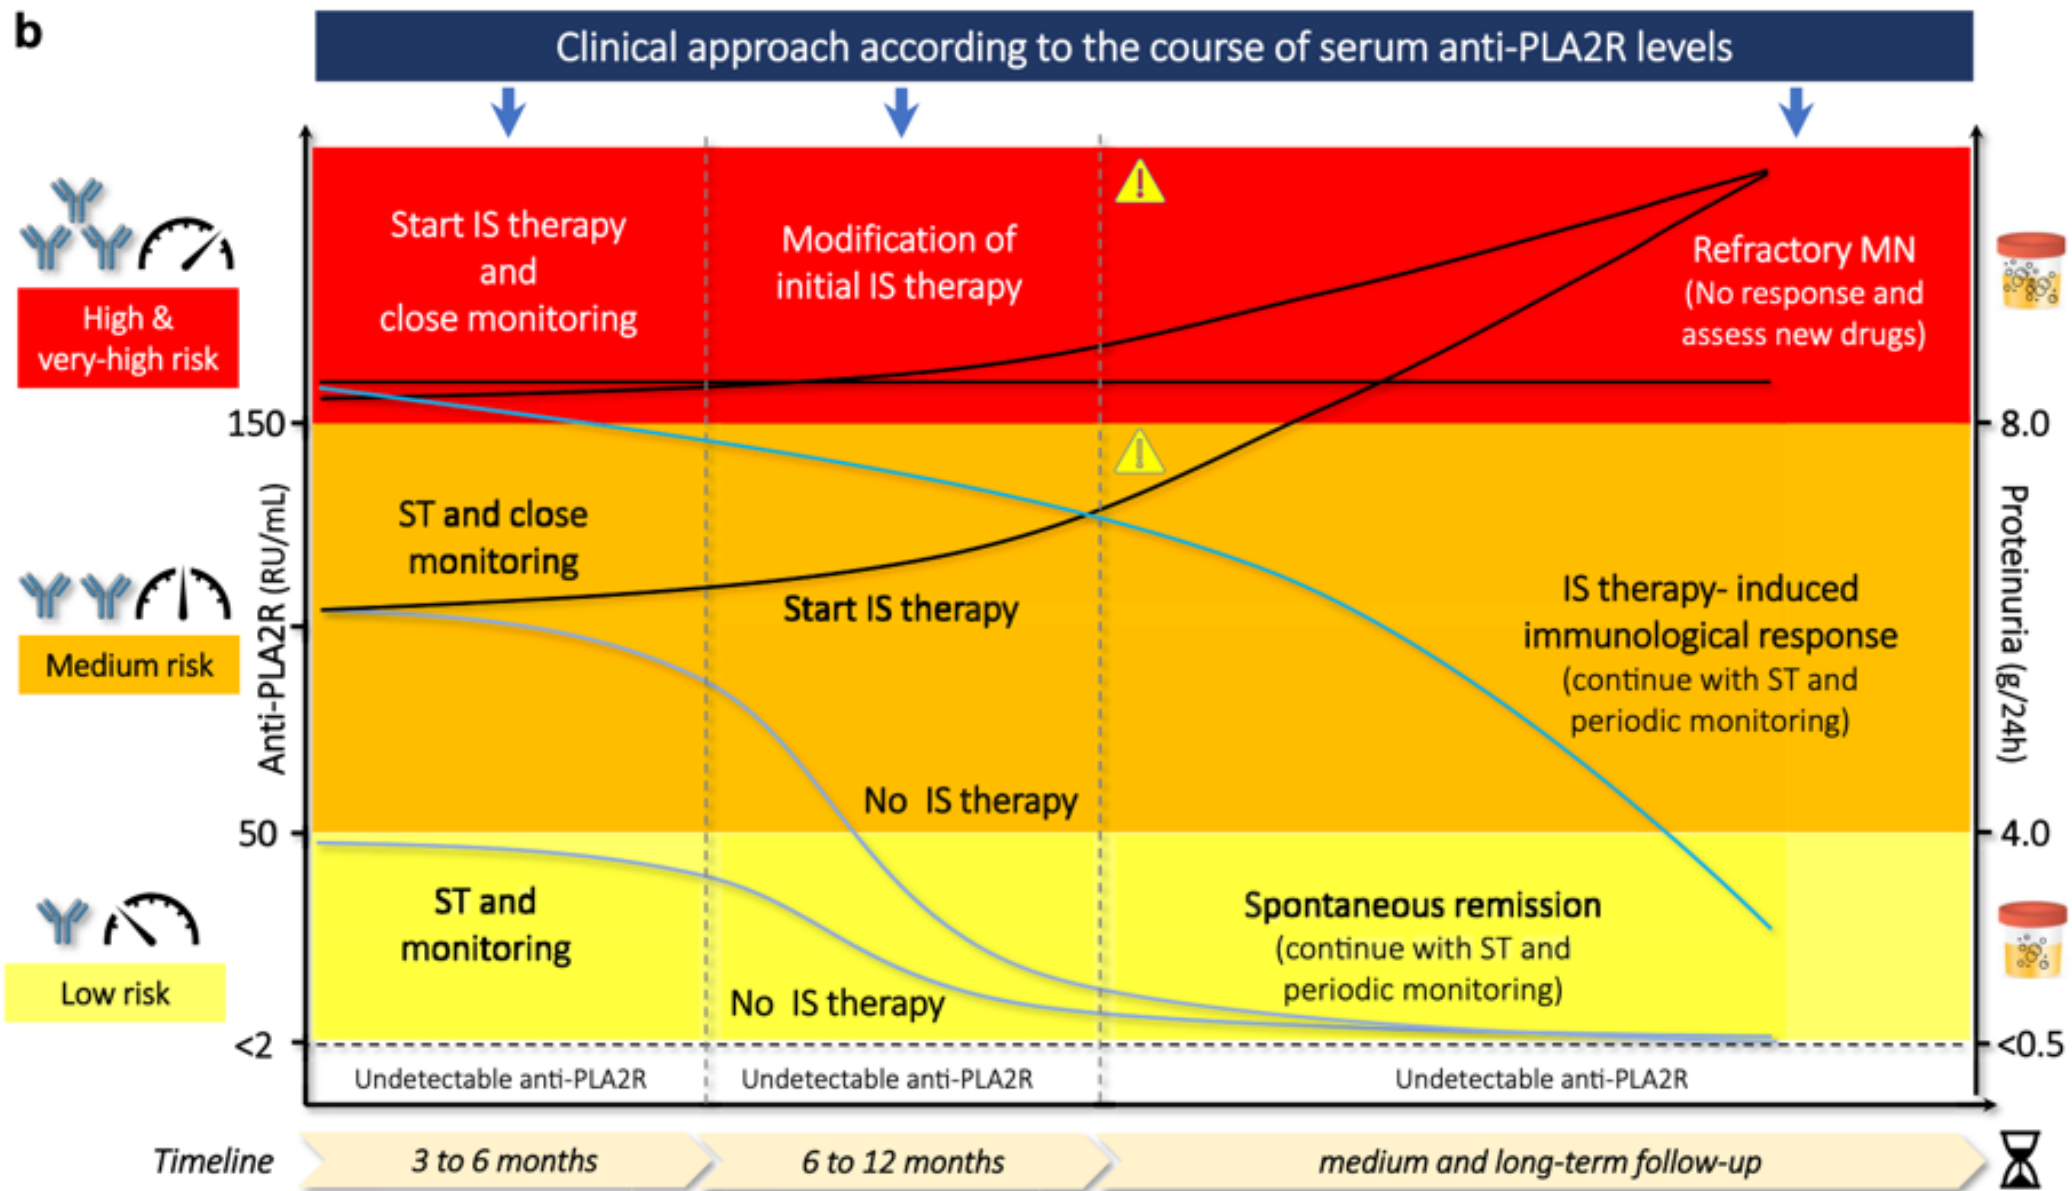 b
Clinical approach according to the course of serum anti-PLA2R levels
High &
very-high risk
Medium risk
Low risk
Anti-PLA2R (RU/mL)
150
50
<2
Start IS therapy
and
close monitoring
Modification of
initial IS therapy
Refractory MN
(No response and
assess new drugs)
ST and close
monitoring
Start IS therapy
No IS therapy
IS therapy- induced
immunological response
(continue with ST and
periodic monitoring)
ST and
monitoring
No IS therapy
Spontaneous remission
(continue with ST and
periodic monitoring)
Undetectable anti-PLA2R
Undetectable anti-PLA2R
Undetectable anti-PLA2R
8.0
4.0
<0.5
Proteinuria (g/24h)
Timeline
3 to 6 months
6 to 12 months
medium and long-term follow-up